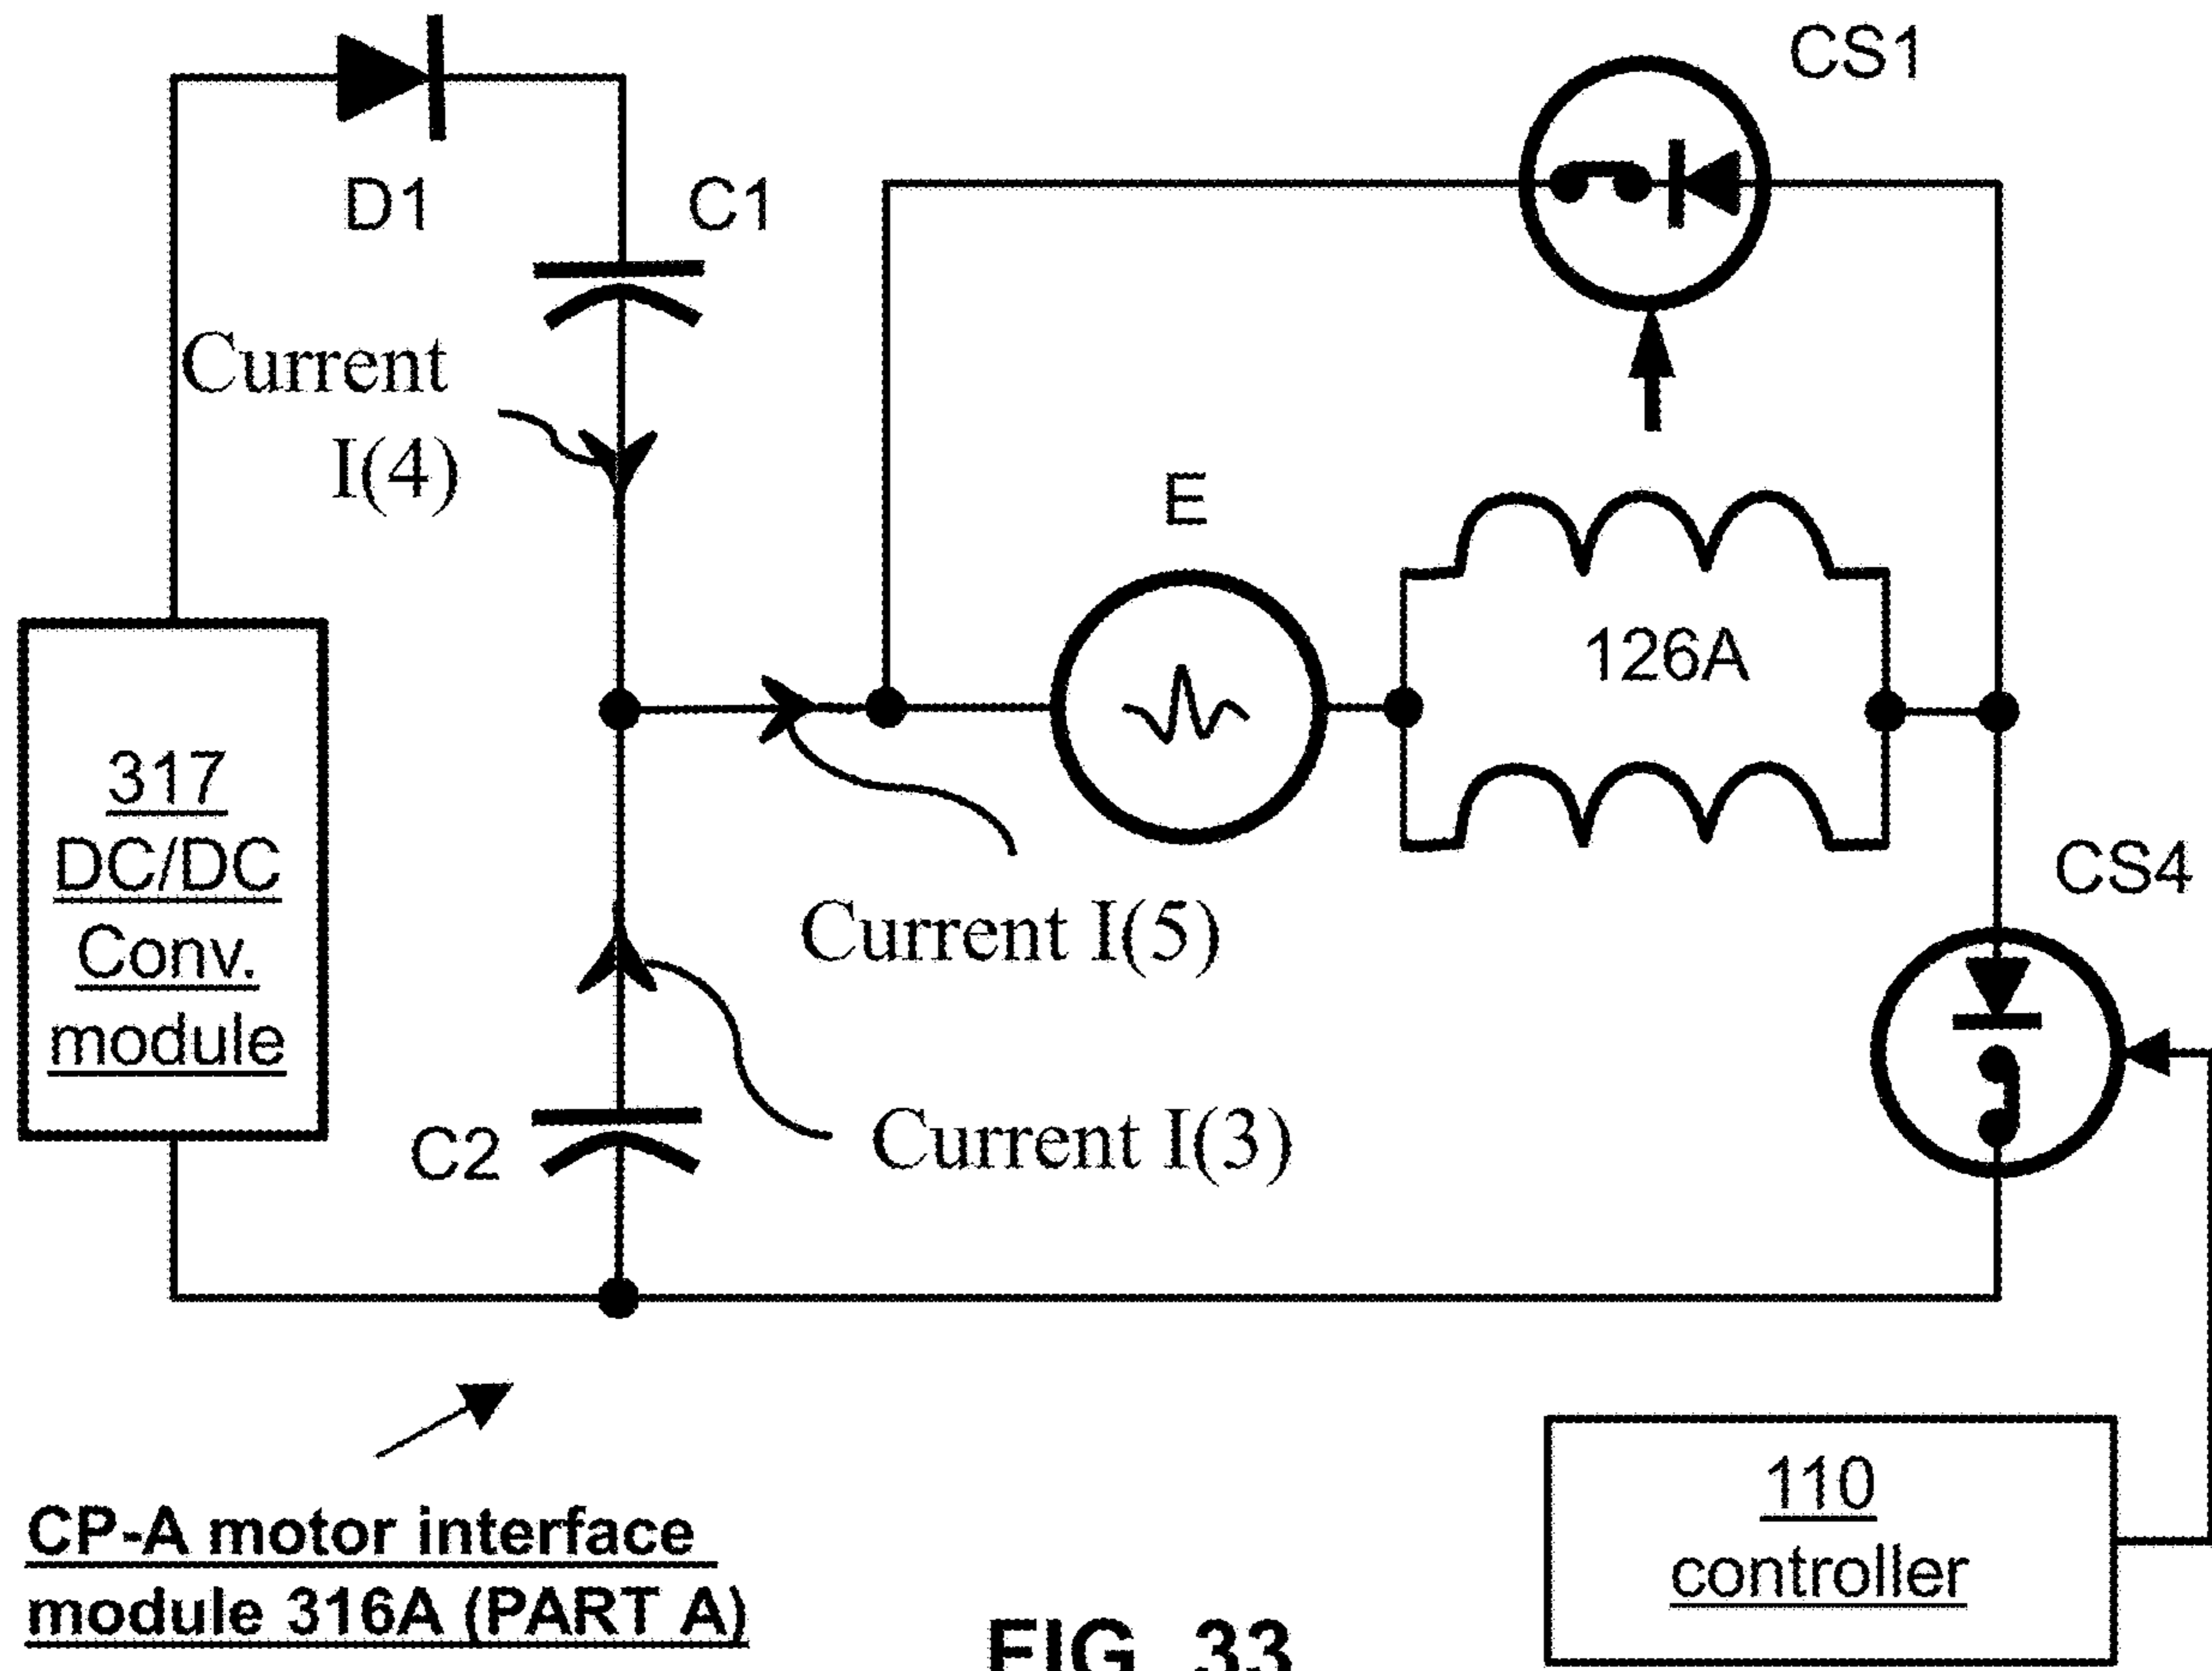 CS1
D1
C1
Current
I(4)
E
126A
317
DC/DC
Conv.
module
CS4
Current I(5)
C2
Current I(3)
CP-A motor interface
module 316A (PART A)
110
controller
FIG. 33